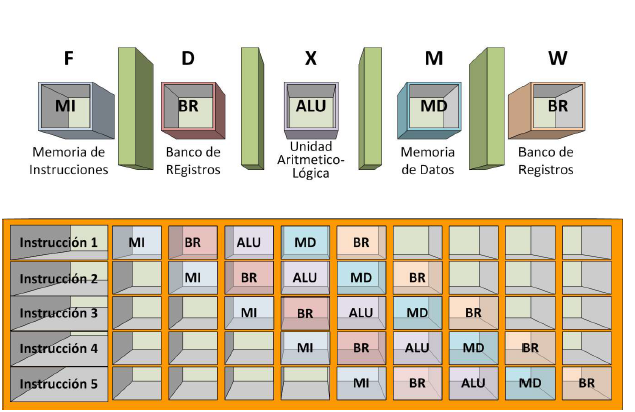 F D X M W
MI BR ALU MD BR
Memoria de
Instrucciones
Banco de
REgistros
Unidad
Aritmetico-
Lógica
Memoria
de Datos
Banco de
Registros
Instrucción 1 MI BR ALU MD BR
Instrucción 2 MI BR ALU MD BR
Instrucción 3 MI BR ALU MD BR
Instrucción 4 MI BR ALU MD BR
Instrucción 5 MI BR ALU MD BR